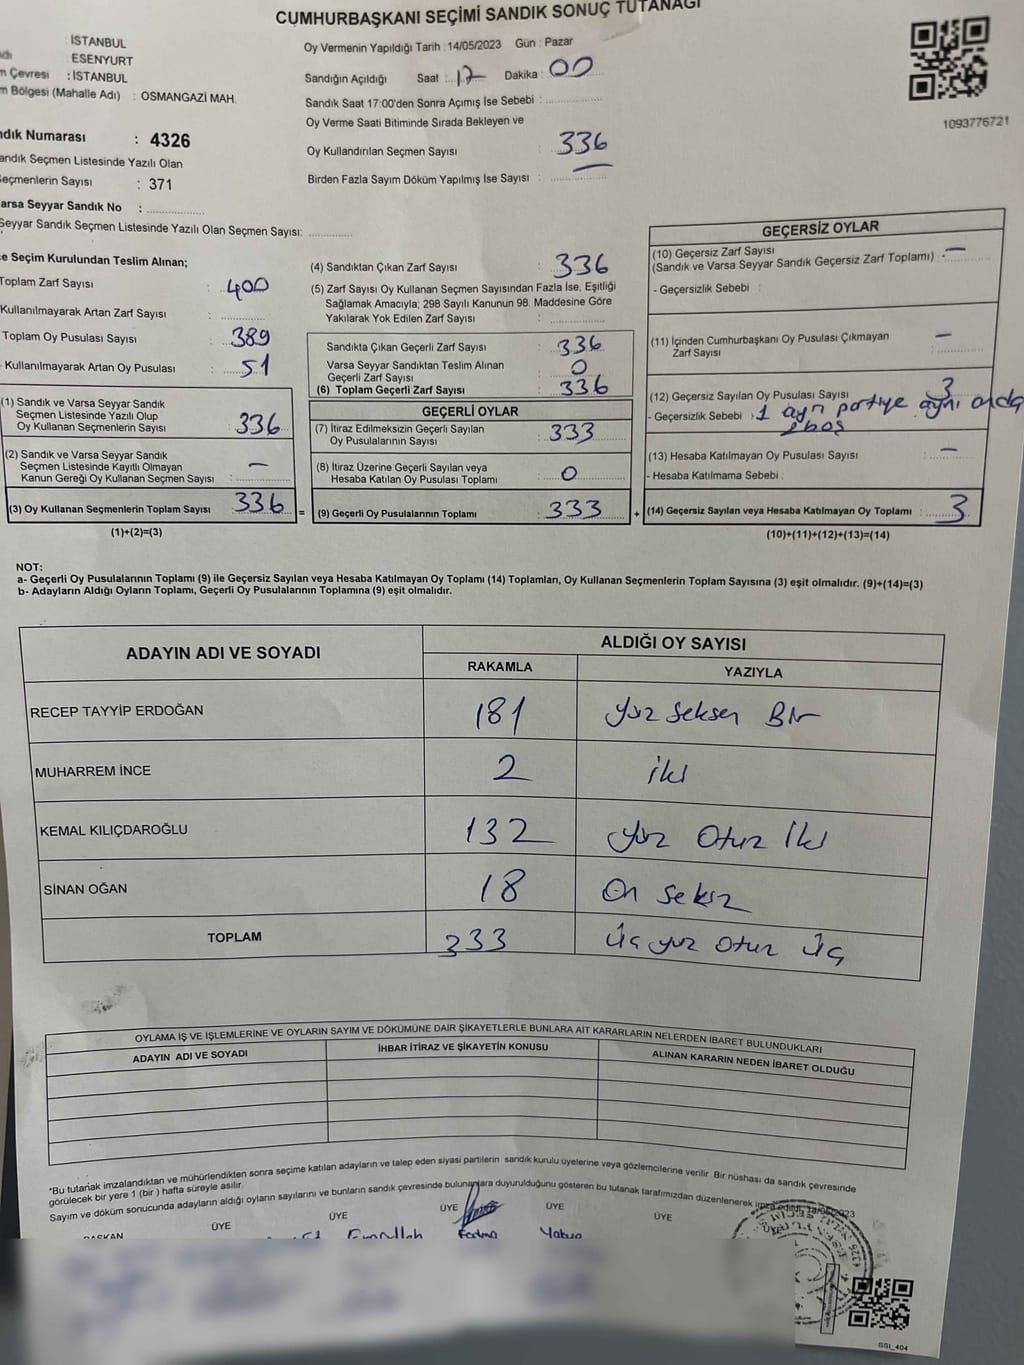 CUMHURBAŞKANI SEÇİMİ SANDIK SONUÇ TUTANAĞI
: İSTANBUL
: ESENYURT
Çevresi : İSTANBUL
Bölgesi (Mahalle Adı) : OSMANGAZİ MAH.
Numarası : 4326
Sandık Seçmen Listesinde Yazılı Olan
Seçmenlerin Sayısı : 371
Varsa Seyyar Sandık No :
Seyyar Sandık Seçmen Listesinde Yazılı Olan Seçmen Sayısı:
Oy Vermenin Yapıldığı Tarih : 14/05/2023 Gün : Pazar
Sandığın Açıldığı Saat : 17 Dakika : 00
Sandık Saat 17:00'den Sonra Açımış İse Sebebi :
Oy Verme Saati Bitiminde Sırada Bekleyen ve
Oy Kullandırılan Seçmen Sayısı : 336
Birden Fazla Sayım Döküm Yapılmış İse Sayısı :
1093776721
Seçim Kurulundan Teslim Alınan;
Toplam Zarf Sayısı : 400
Kullanılmayarak Artan Zarf Sayısı :
Toplam Oy Pusulası Sayısı : 389
Kullanılmayarak Artan Oy Pusulası : 51
(1) Sandık ve Varsa Seyyar Sandık
Seçmen Listesinde Yazılı Olup
Oy Kullanan Seçmenlerin Sayısı : 336
(2) Sandık ve Varsa Seyyar Sandık
Seçmen Listesinde Kayıtlı Olmayan
Kanun Gereği Oy Kullanan Seçmen Sayısı : —
(3) Oy Kullanan Seçmenlerin Toplam Sayısı : 336 =
(1)+(2)=(3)
(4) Sandıktan Çıkan Zarf Sayısı : 336
(5) Zarf Sayısı Oy Kullanan Seçmen Sayısından Fazla İse, Eşitliği
Sağlamak Amacıyla; 298 Sayılı Kanunun 98. Maddesine Göre
Yakılarak Yok Edilen Zarf Sayısı :
Sandıkta Çıkan Geçerli Zarf Sayısı : 336
Varsa Seyyar Sandıktan Teslim Alınan
Geçerli Zarf Sayısı : 0
(6) Toplam Geçerli Zarf Sayısı : 336
GEÇERLİ OYLAR
(7) İtiraz Edilmeksizin Geçerli Sayılan
Oy Pusulalarının Sayısı : 333
(8) İtiraz Üzerine Geçerli Sayılan veya
Hesaba Katılan Oy Pusulası Toplamı : 0
(9) Geçerli Oy Pusulalarının Toplamı : 333 +
GEÇERSİZ OYLAR
(10) Geçersiz Zarf Sayısı
(Sandık ve Varsa Seyyar Sandık Geçersiz Zarf Toplamı) : —
- Geçersizlik Sebebi :
(11) İçinden Cumhurbaşkanı Oy Pusulası Çıkmayan
Zarf Sayısı : —
(12) Geçersiz Sayılan Oy Pusulası Sayısı : 3
- Geçersizlik Sebebi : 1 ayrı partiye aynı anda
2 boş
(13) Hesaba Katılmayan Oy Pusulası Sayısı : —
- Hesaba Katılmama Sebebi :
(14) Geçersiz Sayılan veya Hesaba Katılmayan Oy Toplamı : 3
(10)+(11)+(12)+(13)=(14)
NOT:
a- Geçerli Oy Pusulalarının Toplamı (9) ile Geçersiz Sayılan veya Hesaba Katılmayan Oy Toplamı (14) Toplamları, Oy Kullanan Seçmenlerin Toplam Sayısına (3) eşit olmalıdır. (9)+(14)=(3)
b- Adayların Aldığı Oyların Toplamı, Geçerli Oy Pusulalarının Toplamına (9) eşit olmalıdır.
ADAYIN ADI VE SOYADI ALDIĞI OY SAYISI
RAKAMLA YAZIYLA
RECEP TAYYİP ERDOĞAN 181 Yüz Seksen Bir
MUHARREM İNCE 2 iki
KEMAL KILIÇDAROĞLU 132 Yüz Otuz İki
SİNAN OĞAN 18 On Sekiz
TOPLAM 333 Üç yüz Otuz Üç
OYLAMA İŞ VE İŞLEMLERİNE VE OYLARIN SAYIM VE DÖKÜMÜNE DAİR ŞİKAYETLERLE BUNLARA AİT KARARLARIN NELERDEN İBARET BULUNDUKLARI
ADAYIN ADI VE SOYADI İHBAR İTİRAZ VE ŞİKAYETİN KONUSU ALINAN KARARIN NEDEN İBARET OLDUĞU
*Bu tutanak imzalandıktan ve mühürlendikten sonra seçime katılan adayların ve talep eden siyasi partilerin sandık kurulu üyelerine veya gözlemcilerine verilir. Bir nüshası da sandık çevresinde
görülecek bir yere 1 (bir ) hafta süreyle asılır.
Sayım ve döküm sonucunda adayların aldığı oyların sayılarını ve bunların sandık çevresinde bulunanlara duyurulduğunu gösteren bu tutanak tarafımızdan düzenlenerek imza edildi. 14/05/2023
BAŞKAN ÜYE ÜYE ÜYE ÜYE ÜYE
Emrullah Fatma
SSI_404